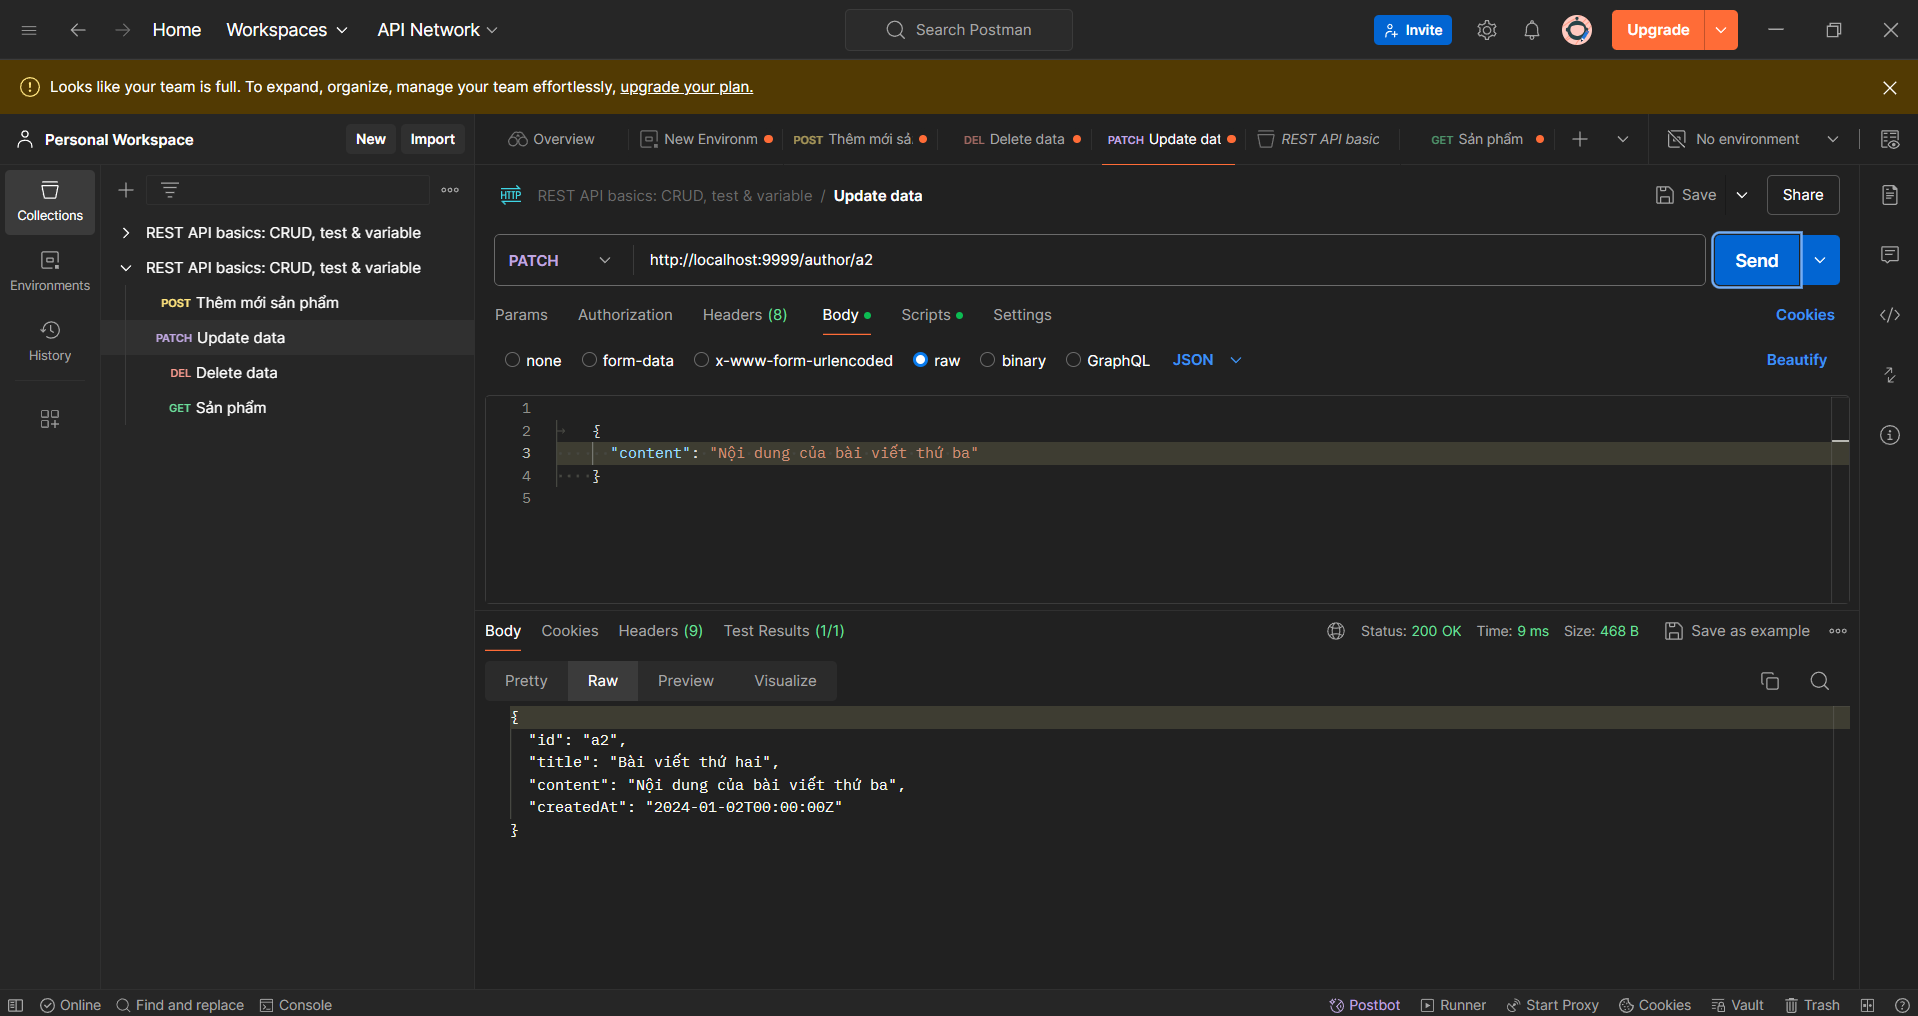 Home Workspaces API Network Search Postman Invite Upgrade
Looks like your team is full. To expand, organize, manage your team effortlessly, upgrade your plan.
Personal Workspace New Import
Overview New Environm POST Thêm mới sả. DEL Delete data PATCH Update dat REST API basic GET Sản phẩm No environment
Collections
Environments
History
REST API basics: CRUD, test & variable
REST API basics: CRUD, test & variable
POST Thêm mới sản phẩm
PATCH Update data
DEL Delete data
GET Sản phẩm
HTTP REST API basics: CRUD, test & variable / Update data Save Share
PATCH http://localhost:9999/author/a2 Send
Params Authorization Headers (8) Body Scripts Settings Cookies
none form-data x-www-form-urlencoded raw binary GraphQL JSON Beautify
1
2 {
3 "content": "Nội dung của bài viết thứ ba"
4 }
5
Body Cookies Headers (9) Test Results (1/1) Status: 200 OK Time: 9 ms Size: 468 B Save as example
Pretty Raw Preview Visualize
{
"id": "a2",
"title": "Bài viết thứ hai",
"content": "Nội dung của bài viết thứ ba",
"createdAt": "2024-01-02T00:00:00Z"
}
Online Find and replace Console Postbot Runner Start Proxy Cookies Vault Trash